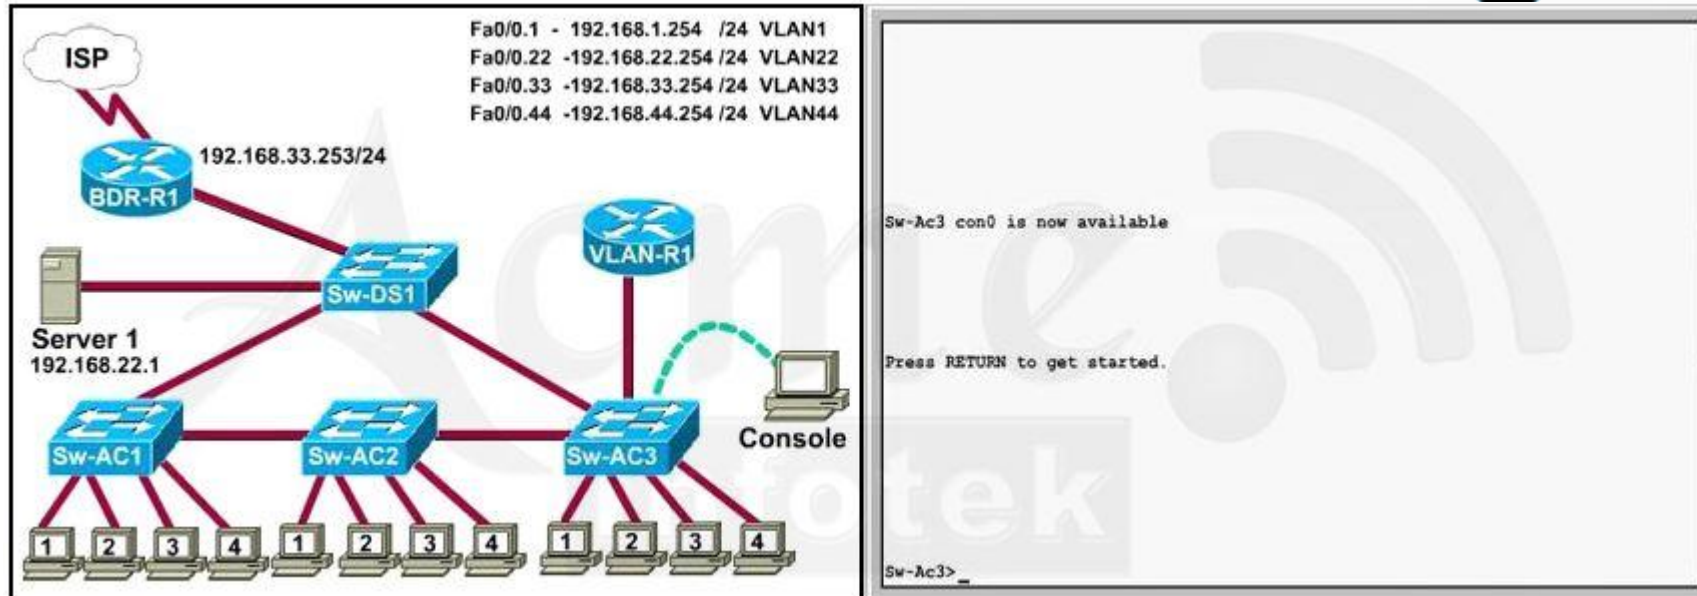 Fa0/0.1 - 192.168.1.254 /24 VLAN1
Fa0/0.22 -192.168.22.254 /24 VLAN22
Fa0/0.33 -192.168.33.254 /24 VLAN33
Fa0/0.44 -192.168.44.254 /24 VLAN44
ISP
192.168.33.253/24
BDR-R1
VLAN-R1
Sw-DS1
Server 1
192.168.22.1
Console
Sw-AC1
Sw-AC2
Sw-AC3
1 2 3 4 1 2 3 4 1 2 3 4
Sw-Ac3 con0 is now available
Press RETURN to get started.
Sw-Ac3>_
Acme
Infotek